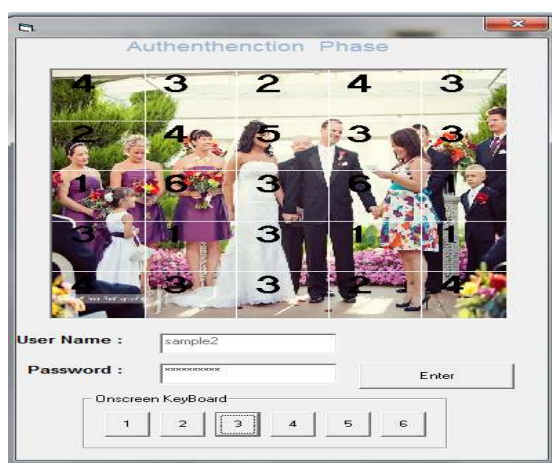 Authenthenction Phase
4 3 2 4 3
2 4 5 3 3
1 6 3 6 1
3 1 3 1 1
4 3 3 2 4
User Name : sample2
Password : **********
Enter
Onscreen KeyBoard
1 2 3 4 5 6